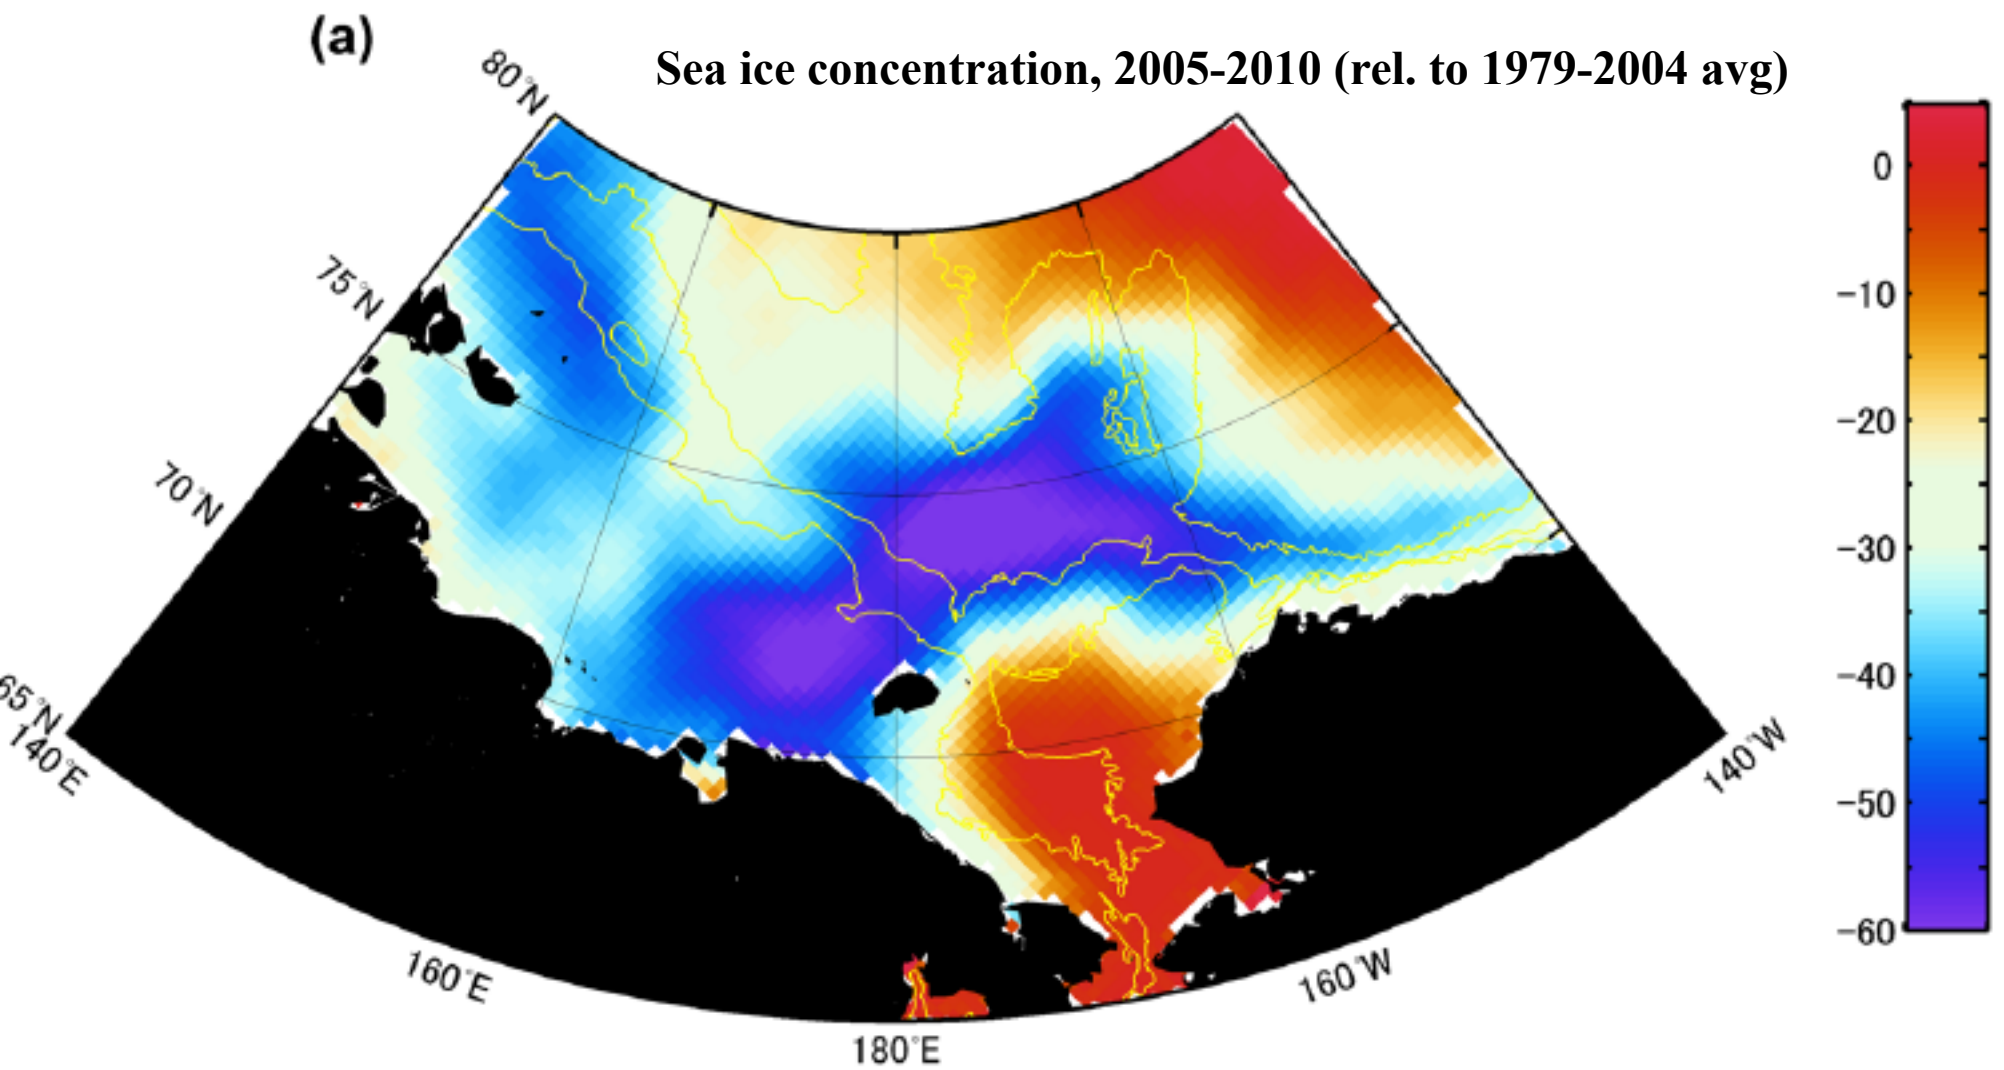 (a)
Sea ice concentration, 2005-2010 (rel. to 1979-2004 avg)
80°N
75°N
70°N
65°N
140°E
160°E
180°E
160°W
140°W
0
−10
−20
−30
−40
−50
−60